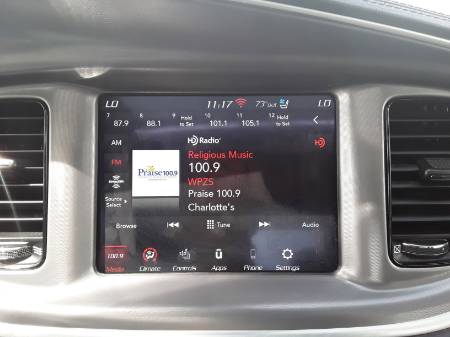 LO 11:17 73°out LO
7 87.9 8 88.1 9 Hold to Set 10 101.1 11 105.1 12 Hold to Set
AM
HD Radio
HD
FM
Religious Music
Praise 100.9
100.9
WPZS
Source Select
Praise 100.9
Charlotte's
Browse Tune Audio
100.9
Media Climate Controls Apps Phone Settings